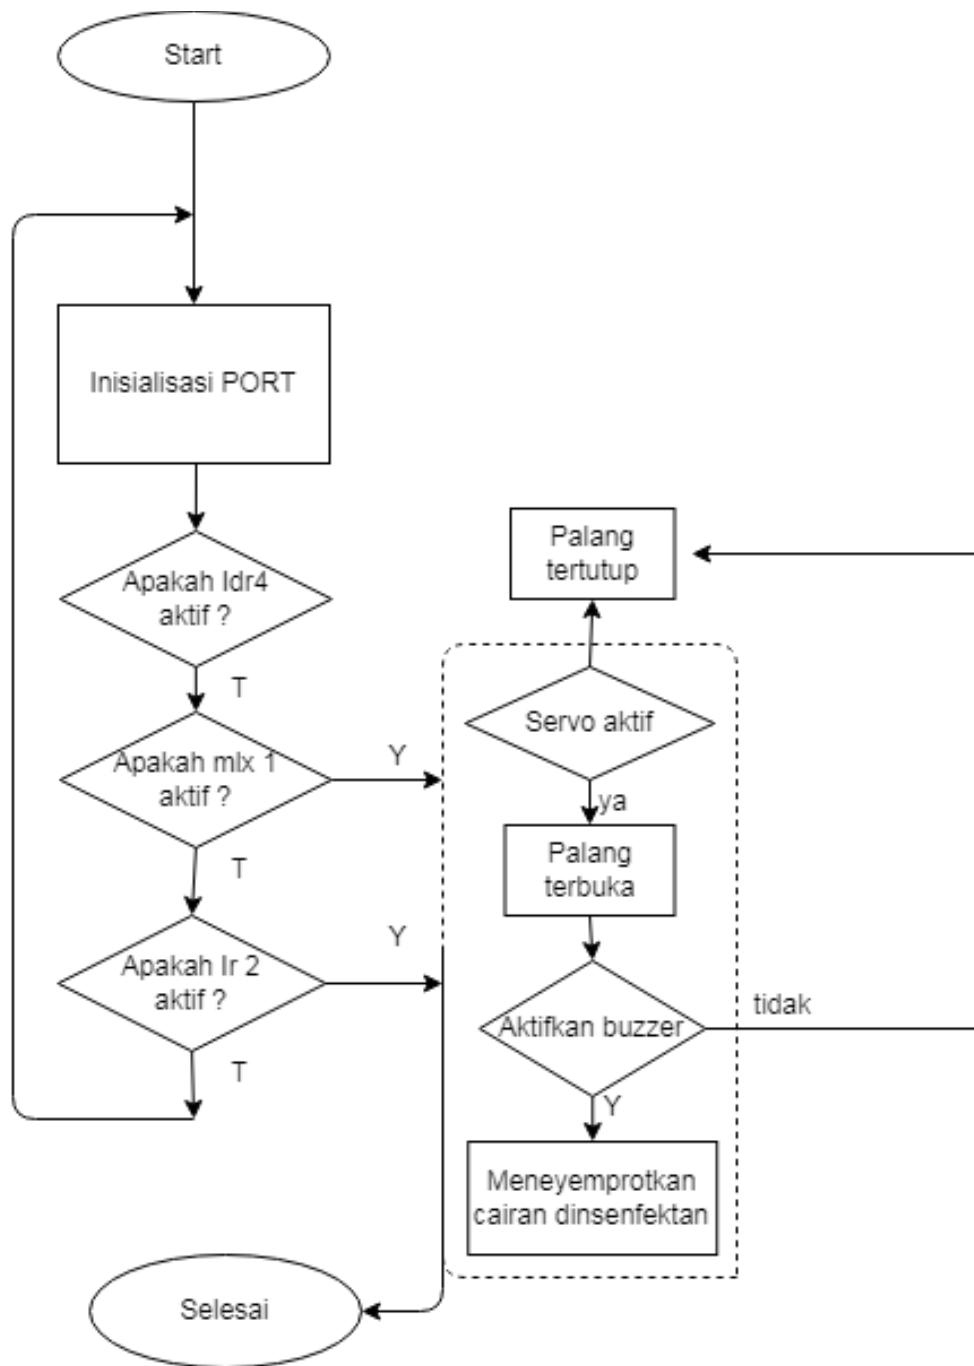 Start
Inisialisasi PORT
Apakah Idr4
aktif ?
T
Apakah mlx 1
aktif ?
Y
T
Apakah Ir 2
aktif ?
Y
T
Palang
tertutup
Servo aktif
ya
Palang
terbuka
Aktifkan buzzer
tidak
Y
Meneyemprotkan
cairan dinsenfektan
Selesai